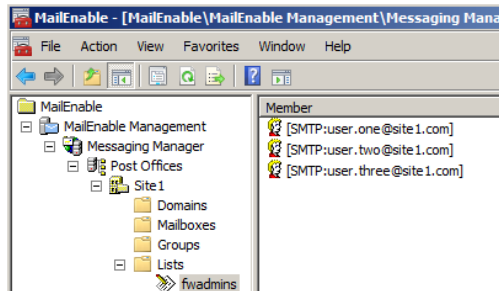 MailEnable - [MailEnable\MailEnable Management\Messaging Mana
File Action View Favorites Window Help
MailEnable
MailEnable Management
Messaging Manager
Post Offices
Site1
Domains
Mailboxes
Groups
Lists
fwadmins
Member
[SMTP:user.one@site1.com]
[SMTP:user.two@site1.com]
[SMTP:user.three@site1.com]